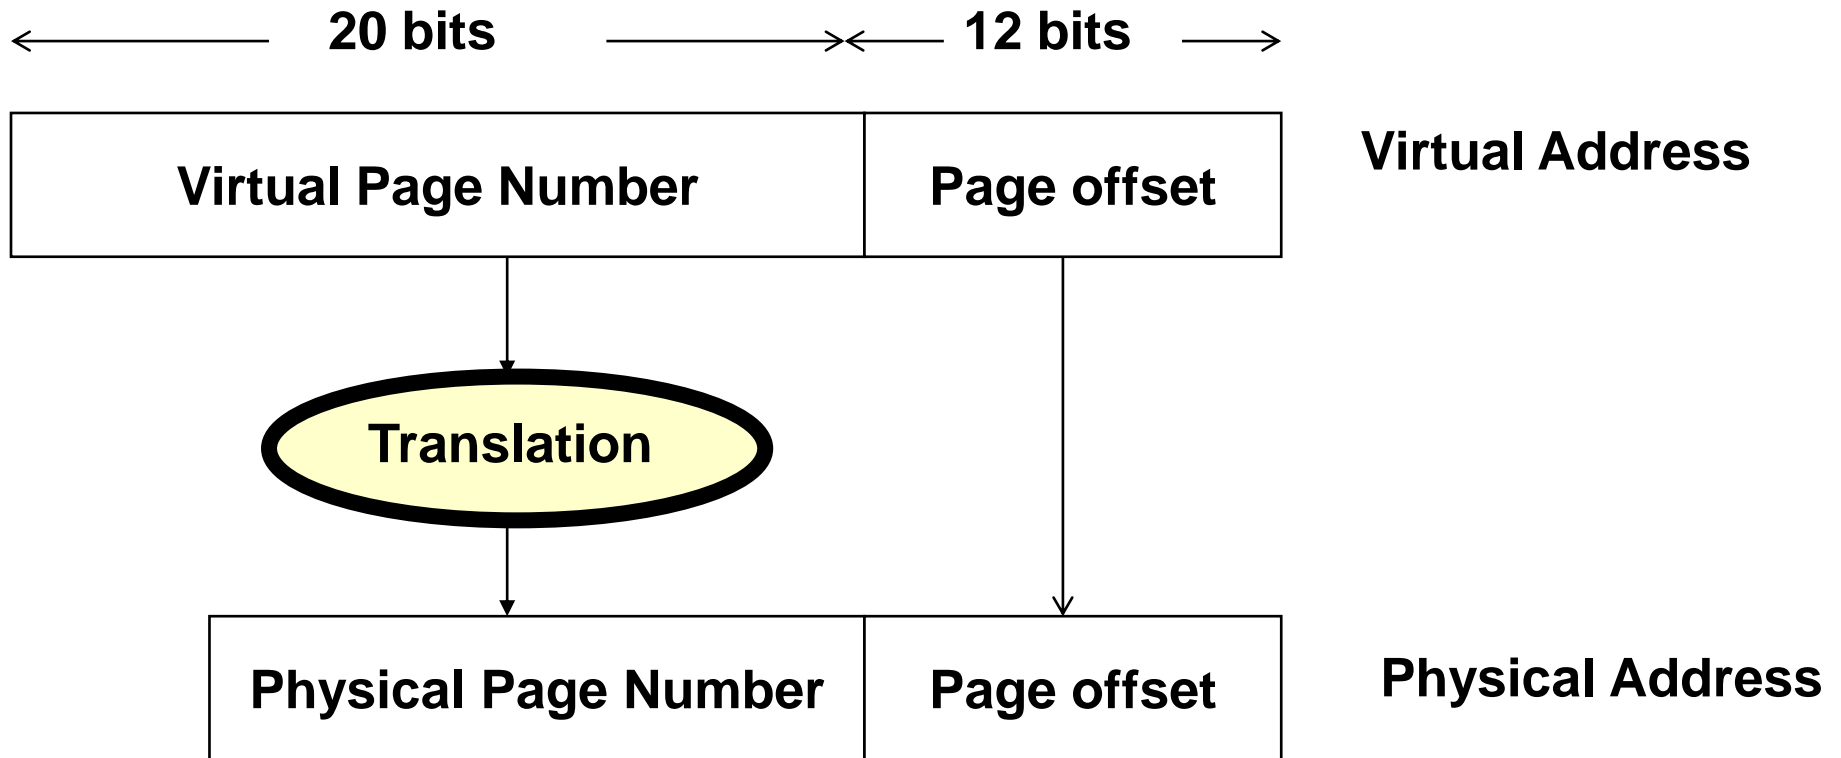 20 bits 12 bits
Virtual Page Number Page offset Virtual Address
Translation
Physical Page Number Page offset Physical Address